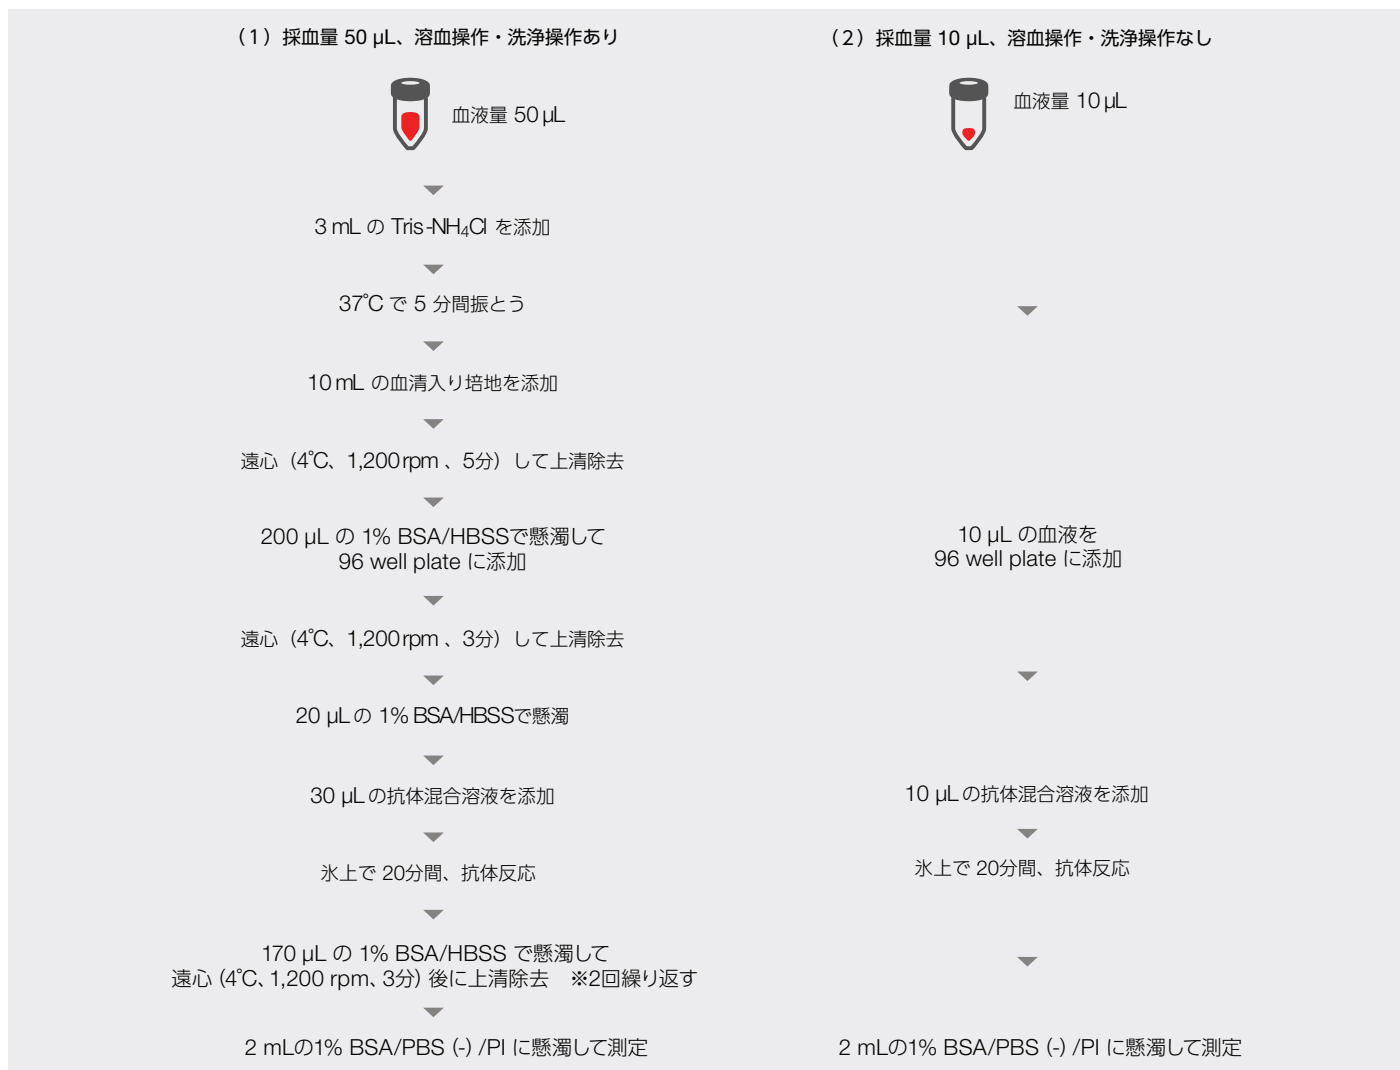 （1）採血量 50 µL、溶血操作・洗浄操作あり
血液量 50 µL
3 mL の Tris-NH₄Cl を添加
37℃ で 5 分間振とう
10 mL の血清入り培地を添加
遠心（4℃、1,200 rpm 、5分）して上清除去
200 µL の 1% BSA/HBSSで懸濁して
96 well plate に添加
遠心（4℃、1,200 rpm 、3分）して上清除去
20 µLの 1% BSA/HBSSで懸濁
30 µLの抗体混合溶液を添加
氷上で 20分間、抗体反応
170 µL の 1% BSA/HBSS で懸濁して
遠心 (4℃、1,200 rpm、3分) 後に上清除去　※2回繰り返す
2 mLの1% BSA/PBS (-) /PI に懸濁して測定
（2）採血量 10 µL、溶血操作・洗浄操作なし
血液量 10 µL
10 µL の血液を
96 well plate に添加
10 µLの抗体混合溶液を添加
氷上で 20分間、抗体反応
2 mLの1% BSA/PBS (-) /PI に懸濁して測定